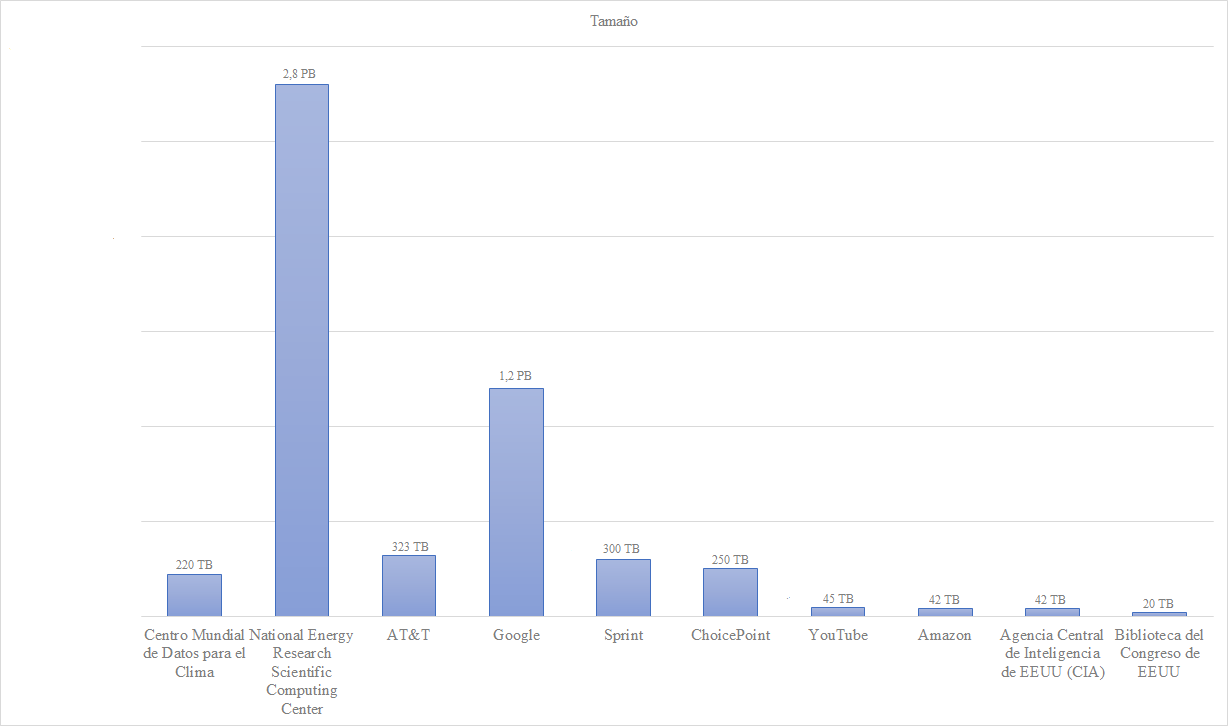 Tamaño
2,8 PB
1,2 PB
323 TB
300 TB
250 TB
220 TB
45 TB
42 TB
42 TB
20 TB
Centro Mundial
de Datos para el
Clima
National Energy
Research
Scientific
Computing
Center
AT&T
Google
Sprint
ChoicePoint
YouTube
Amazon
Agencia Central
de Inteligencia
de EEUU (CIA)
Biblioteca del
Congreso de
EEUU